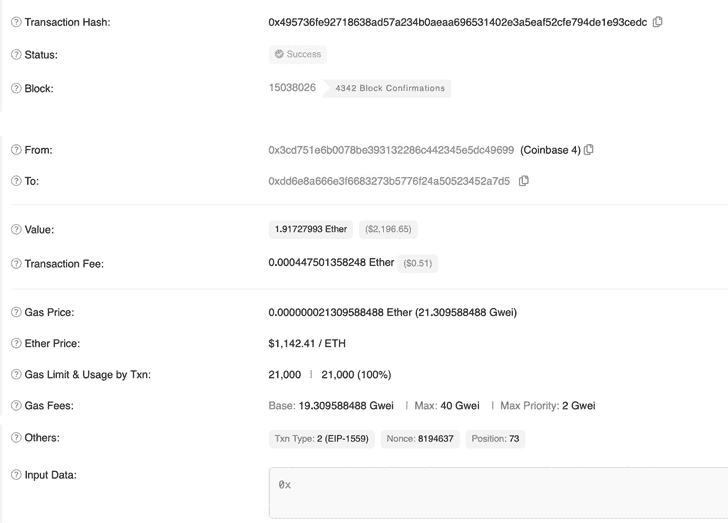 Transaction Hash: 0x495736fe92718638ad57a234b0aeaa696531402e3a5eaf52cfe794de1e93cedc
Status: Success
Block: 15038026 4342 Block Confirmations
From: 0x3cd751e6b0078be393132286c442345e5dc49699 (Coinbase 4)
To: 0xdd6e8a666e3f6683273b5776f24a50523452a7d5
Value: 1.91727993 Ether ($2,196.65)
Transaction Fee: 0.000447501358248 Ether ($0.51)
Gas Price: 0.000000021309588488 Ether (21.309588488 Gwei)
Ether Price: $1,142.41 / ETH
Gas Limit & Usage by Txn: 21,000 | 21,000 (100%)
Gas Fees: Base: 19.309588488 Gwei | Max: 40 Gwei | Max Priority: 2 Gwei
Others: Txn Type: 2 (EIP-1559) Nonce: 8194637 Position: 73
Input Data:
0x